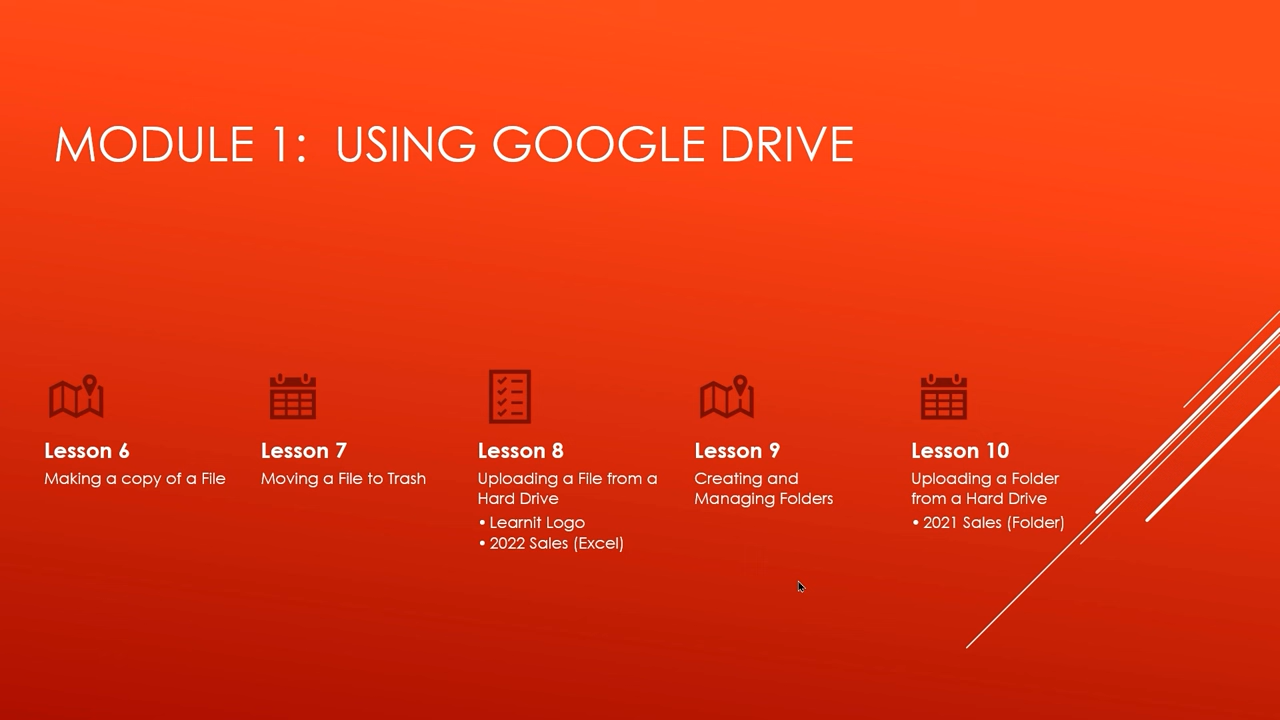 MODULE 1:  USING GOOGLE DRIVE
Lesson 6
Making a copy of a File
Lesson 7
Moving a File to Trash
Lesson 8
Uploading a File from a
Hard Drive
• Learnit Logo
• 2022 Sales (Excel)
Lesson 9
Creating and
Managing Folders
Lesson 10
Uploading a Folder
from a Hard Drive
• 2021 Sales (Folder)